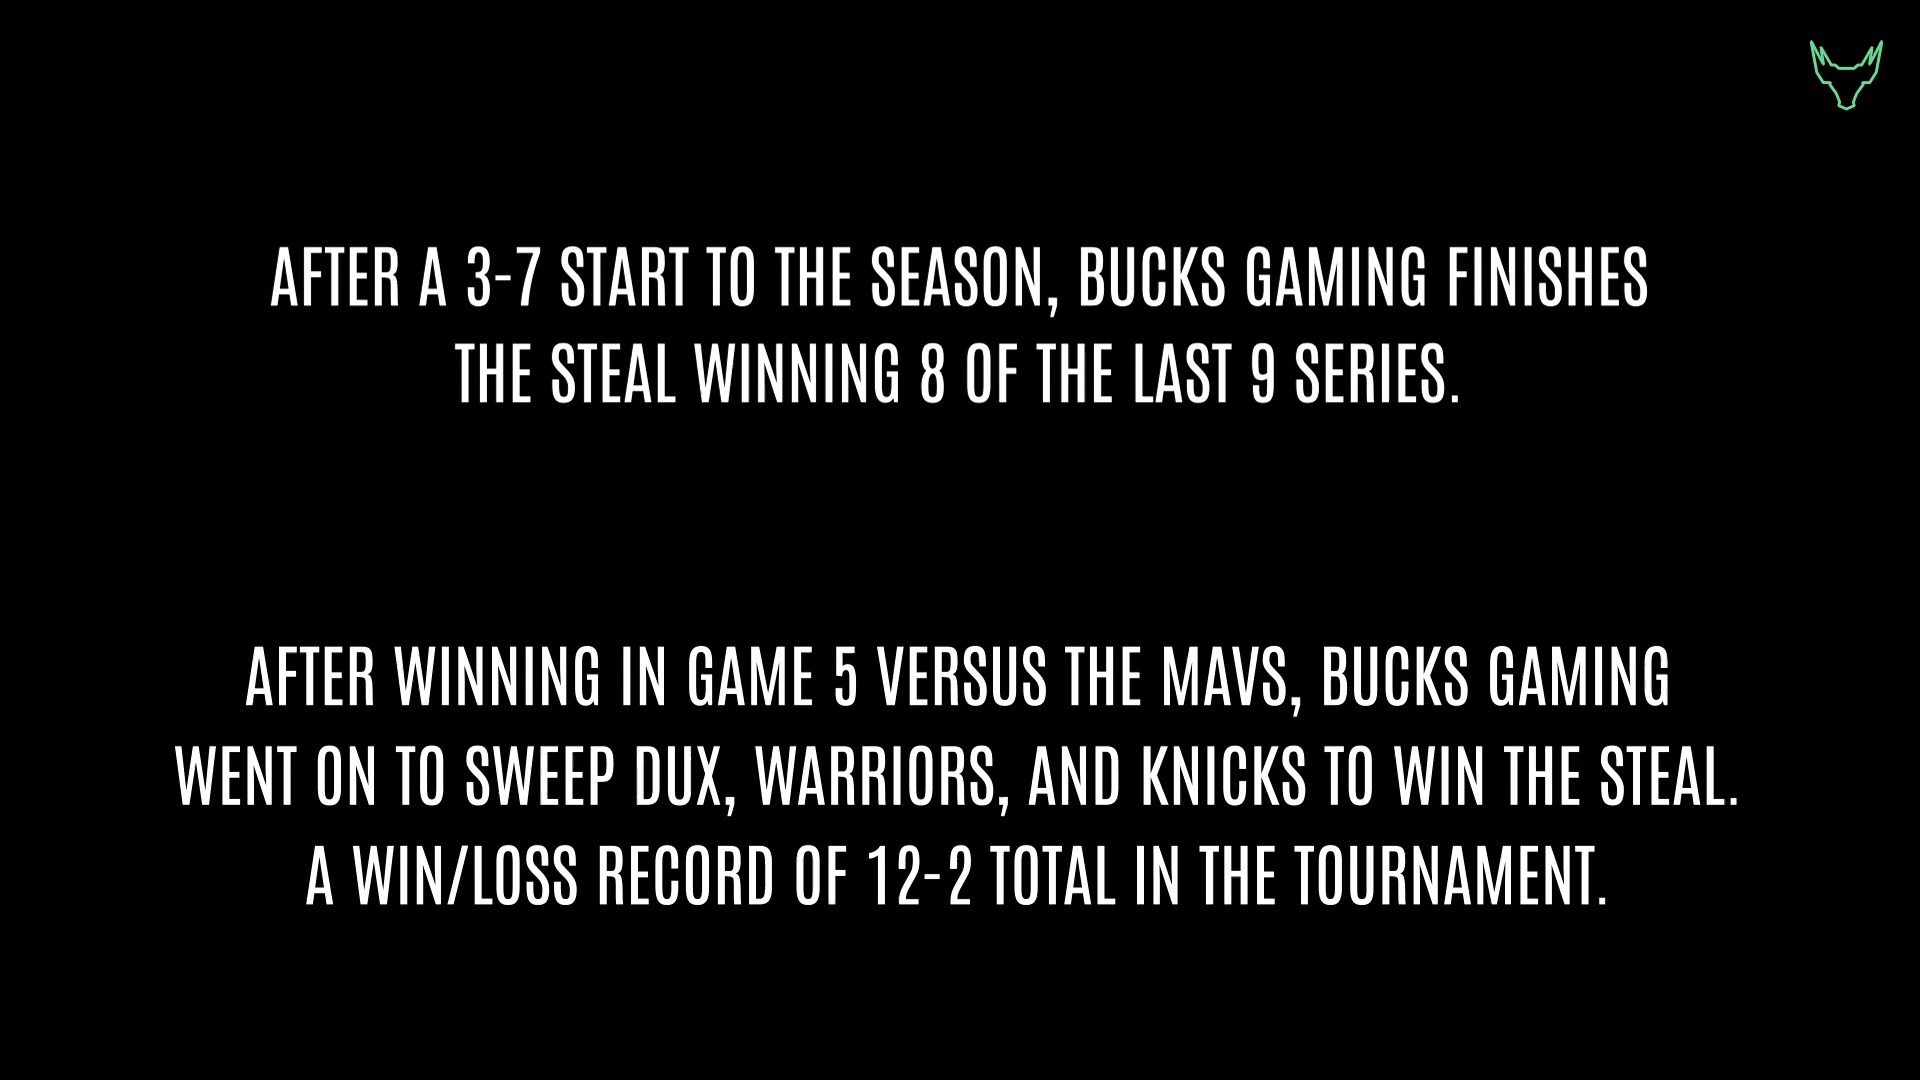 AFTER A 3-7 START TO THE SEASON, BUCKS GAMING FINISHES
THE STEAL WINNING 8 OF THE LAST 9 SERIES.
AFTER WINNING IN GAME 5 VERSUS THE MAVS, BUCKS GAMING
WENT ON TO SWEEP DUX, WARRIORS, AND KNICKS TO WIN THE STEAL.
A WIN/LOSS RECORD OF 12-2 TOTAL IN THE TOURNAMENT.